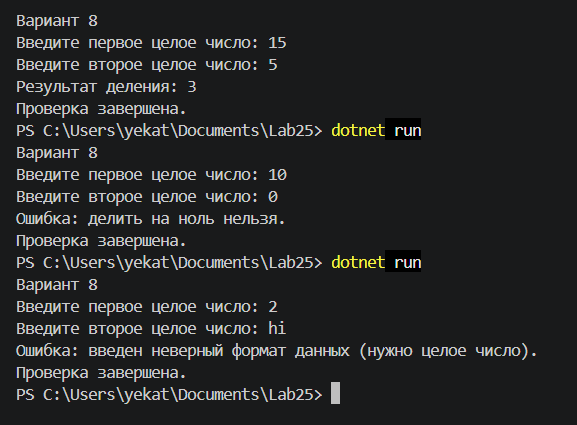 Вариант 8
Введите первое целое число: 15
Введите второе целое число: 5
Результат деления: 3
Проверка завершена.
PS C:\Users\yekat\Documents\Lab25> dotnet run
Вариант 8
Введите первое целое число: 10
Введите второе целое число: 0
Ошибка: делить на ноль нельзя.
Проверка завершена.
PS C:\Users\yekat\Documents\Lab25> dotnet run
Вариант 8
Введите первое целое число: 2
Введите второе целое число: hi
Ошибка: введен неверный формат данных (нужно целое число).
Проверка завершена.
PS C:\Users\yekat\Documents\Lab25>